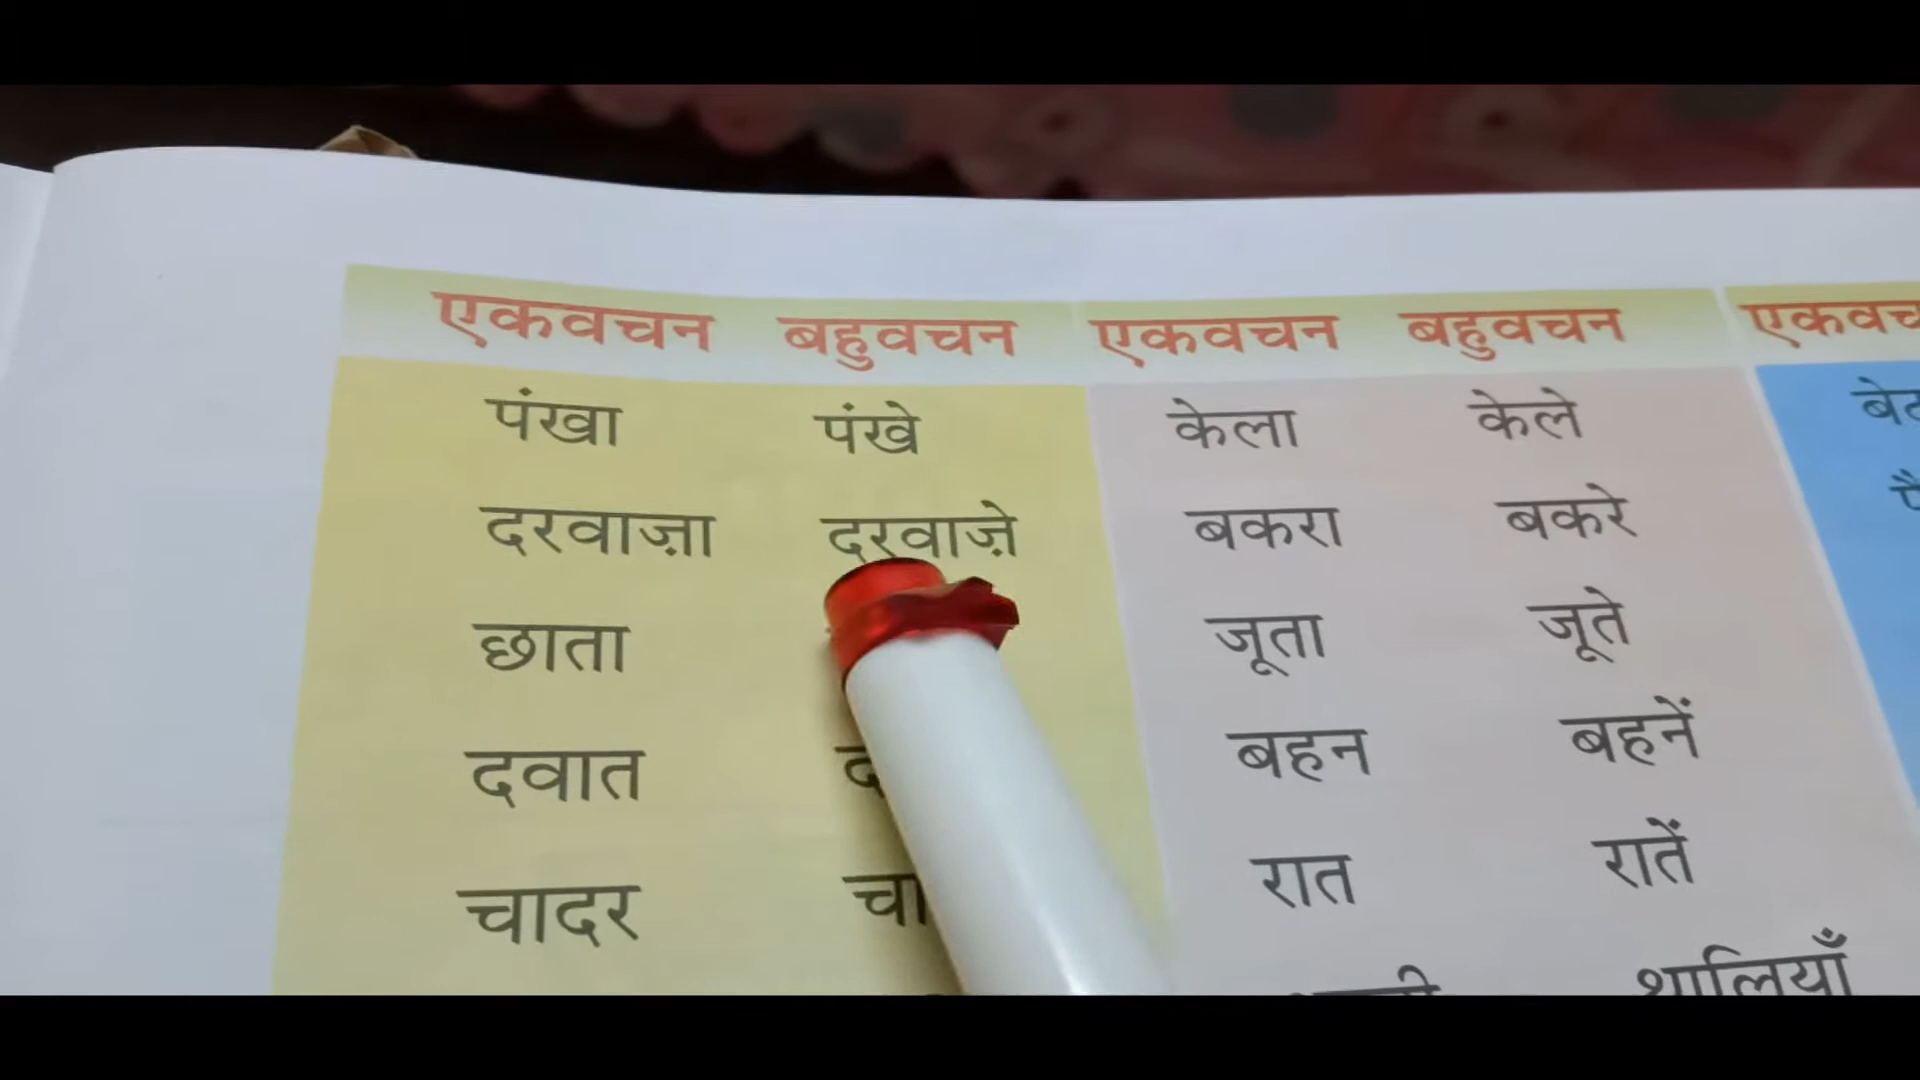 एकवचन बहुवचन एकवचन बहुवचन
पंखा पंखे केला केले
दरवाज़ा दरवाज़े बकरा बकरे
छाता जूता जूते
दवात बहन बहनें
चादर रात रातें
थालियाँ